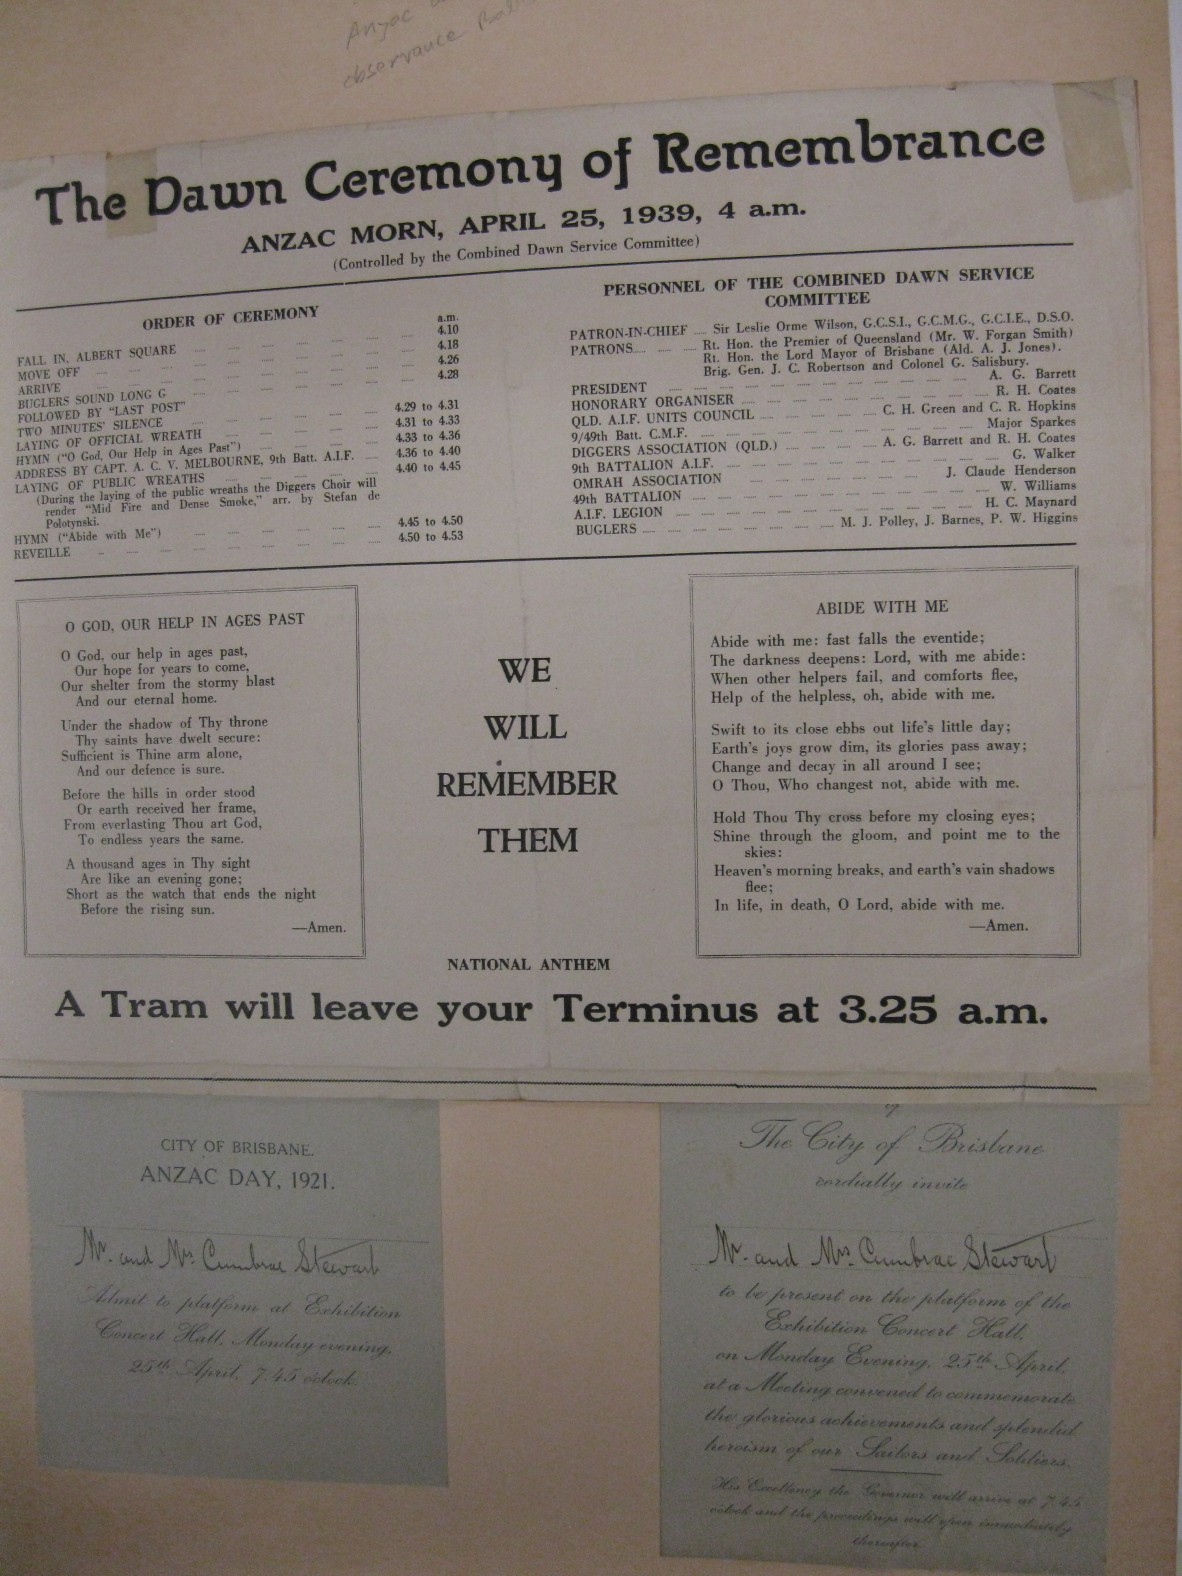 Anzac
observance
The Dawn Ceremony of Remembrance
ANZAC MORN, APRIL 25, 1939, 4 a.m.
(Controlled by the Combined Dawn Service Committee)
ORDER OF CEREMONY
a.m.
FALL IN, ALBERT SQUARE 4.10
MOVE OFF 4.18
ARRIVE 4.26
BUGLERS SOUND LONG G 4.28
FOLLOWED BY "LAST POST"
TWO MINUTES' SILENCE 4.29 to 4.31
LAYING OF OFFICIAL WREATH 4.31 to 4.33
HYMN ("O God, Our Help in Ages Past") 4.33 to 4.36
ADDRESS BY CAPT. A. C. V. MELBOURNE, 9th Batt. A.I.F. 4.36 to 4.40
LAYING OF PUBLIC WREATHS 4.40 to 4.45
(During the laying of the public wreaths the Diggers Choir will
render "Mid Fire and Dense Smoke," arr. by Stefan de
Polotynski.
HYMN ("Abide with Me") 4.45 to 4.50
REVEILLE 4.50 to 4.53
PERSONNEL OF THE COMBINED DAWN SERVICE
COMMITTEE
PATRON-IN-CHIEF Sir Leslie Orme Wilson, G.C.S.I., G.C.M.G., G.C.I.E., D.S.O.
PATRONS Rt. Hon. the Premier of Queensland (Mr. W. Forgan Smith)
Rt. Hon. the Lord Mayor of Brisbane (Ald. A. J. Jones).
Brig. Gen. J. C. Robertson and Colonel G. Salisbury.
PRESIDENT A. G. Barrett
HONORARY ORGANISER R. H. Coates
QLD. A.I.F. UNITS COUNCIL C. H. Green and C. R. Hopkins
9/49th Batt. C.M.F. Major Sparkes
DIGGERS ASSOCIATION (QLD.) A. G. Barrett and R. H. Coates
9th BATTALION A.I.F. G. Walker
OMRAH ASSOCIATION J. Claude Henderson
49th BATTALION W. Williams
A.I.F. LEGION H. C. Maynard
BUGLERS M. J. Polley, J. Barnes, P. W. Higgins
O GOD, OUR HELP IN AGES PAST
O God, our help in ages past,
Our hope for years to come,
Our shelter from the stormy blast
And our eternal home.
Under the shadow of Thy throne
Thy saints have dwelt secure:
Sufficient is Thine arm alone,
And our defence is sure.
Before the hills in order stood
Or earth received her frame,
From everlasting Thou art God,
To endless years the same.
A thousand ages in Thy sight
Are like an evening gone;
Short as the watch that ends the night
Before the rising sun.
—Amen.
WE
WILL
REMEMBER
THEM
NATIONAL ANTHEM
ABIDE WITH ME
Abide with me: fast falls the eventide;
The darkness deepens: Lord, with me abide:
When other helpers fail, and comforts flee,
Help of the helpless, oh, abide with me.
Swift to its close ebbs out life's little day;
Earth's joys grow dim, its glories pass away;
Change and decay in all around I see;
O Thou, Who changest not, abide with me.
Hold Thou Thy cross before my closing eyes;
Shine through the gloom, and point me to the
skies:
Heaven's morning breaks, and earth's vain shadows
flee;
In life, in death, O Lord, abide with me.
—Amen.
A Tram will leave your Terminus at 3.25 a.m.
CITY OF BRISBANE.
ANZAC DAY, 1921.
Mr. and Mrs Cumbrae Stewart
Admit to platform at Exhibition
Concert Hall, Monday evening,
25th April, 7.45 o'clock.
of
The City of Brisbane
cordially invite
Mr. and Mrs. Cumbrae Stewart
to be present on the platform of the
Exhibition Concert Hall,
on Monday Evening, 25th April,
at a Meeting convened to commemorate
the glorious achievements and splendid
heroism of our Sailors and Soldiers.
His Excellency the Governor will arrive at 7.45
o'clock and the proceedings will open immediately
thereafter